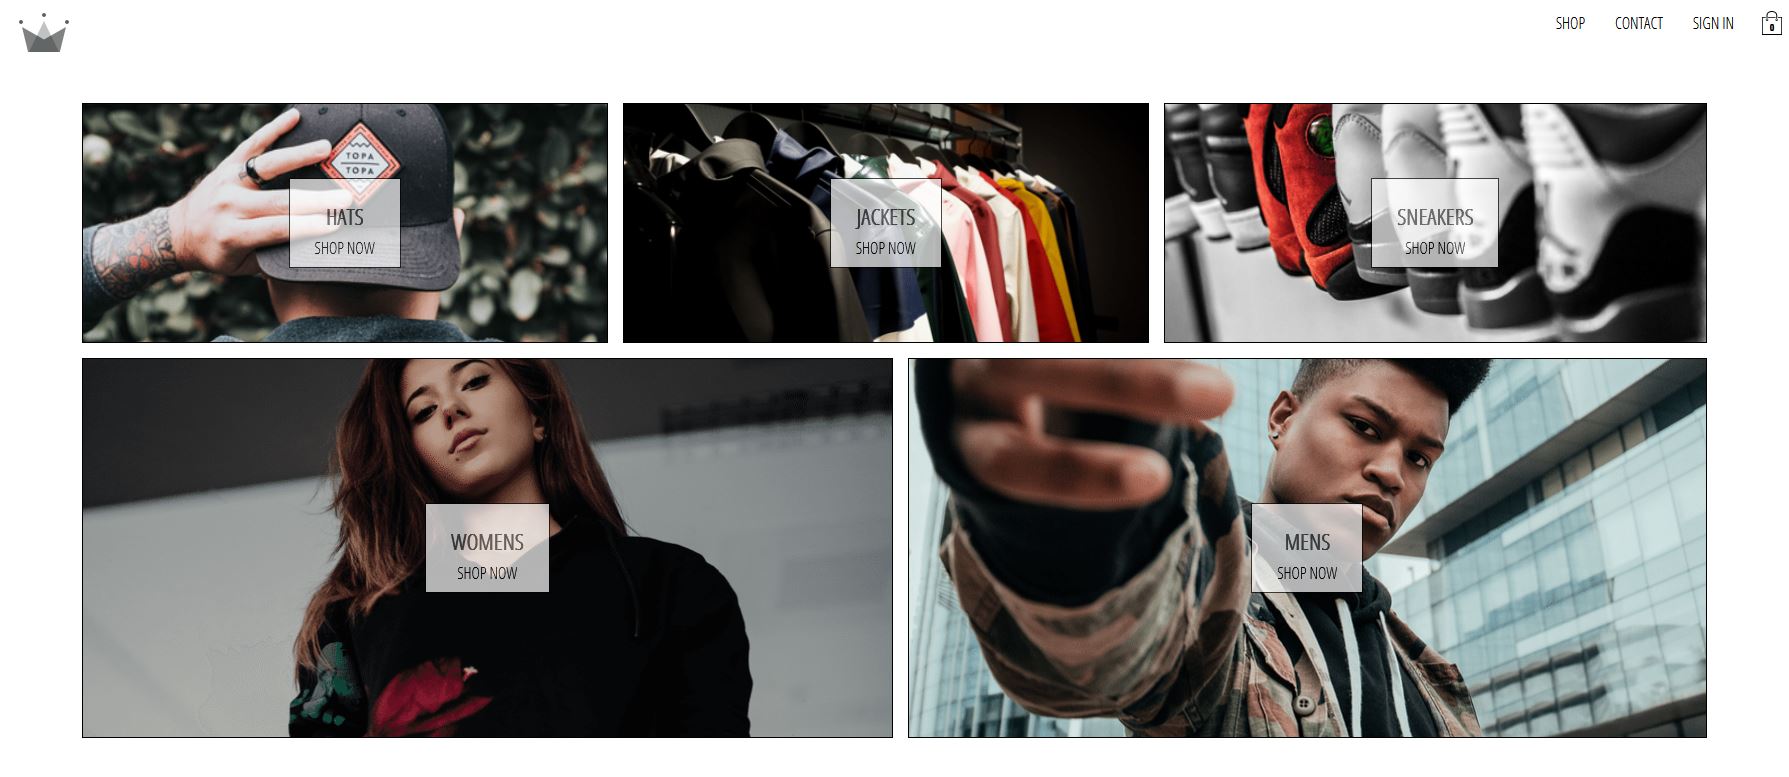 SHOP
CONTACT
SIGN IN
0
TOPA
TOPA
HATS
SHOP NOW
JACKETS
SHOP NOW
SNEAKERS
SHOP NOW
WOMENS
SHOP NOW
MENS
SHOP NOW